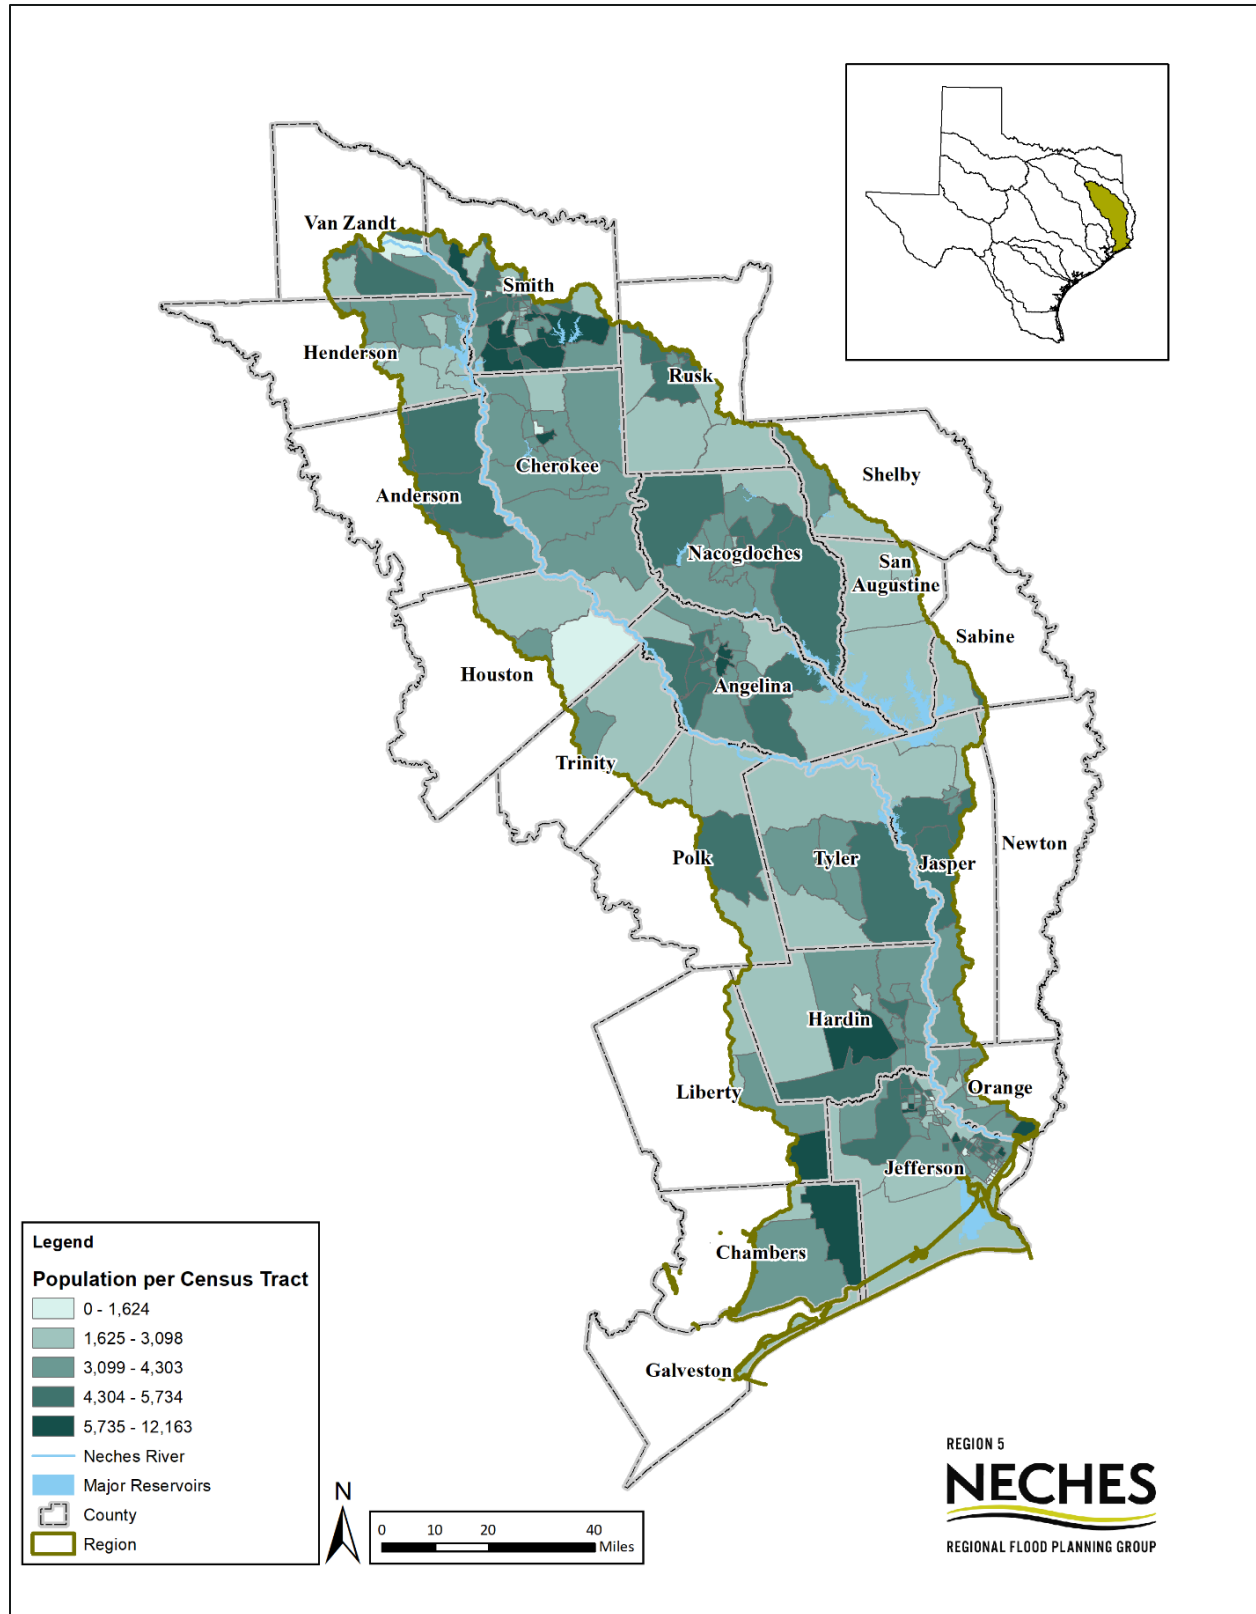 Van Zandt
Smith
Henderson
Rusk
Cherokee
Shelby
Anderson
Nacogdoches
San
Augustine
Sabine
Houston
Angelina
Trinity
Newton
Polk
Tyler
Jasper
Hardin
Liberty
Orange
Jefferson
Chambers
Galveston
Legend
Population per Census Tract
0 - 1,624
1,625 - 3,098
3,099 - 4,303
4,304 - 5,734
5,735 - 12,163
Neches River
Major Reservoirs
County
Region
N
0 10 20 40
Miles
REGION 5
NECHES
REGIONAL FLOOD PLANNING GROUP